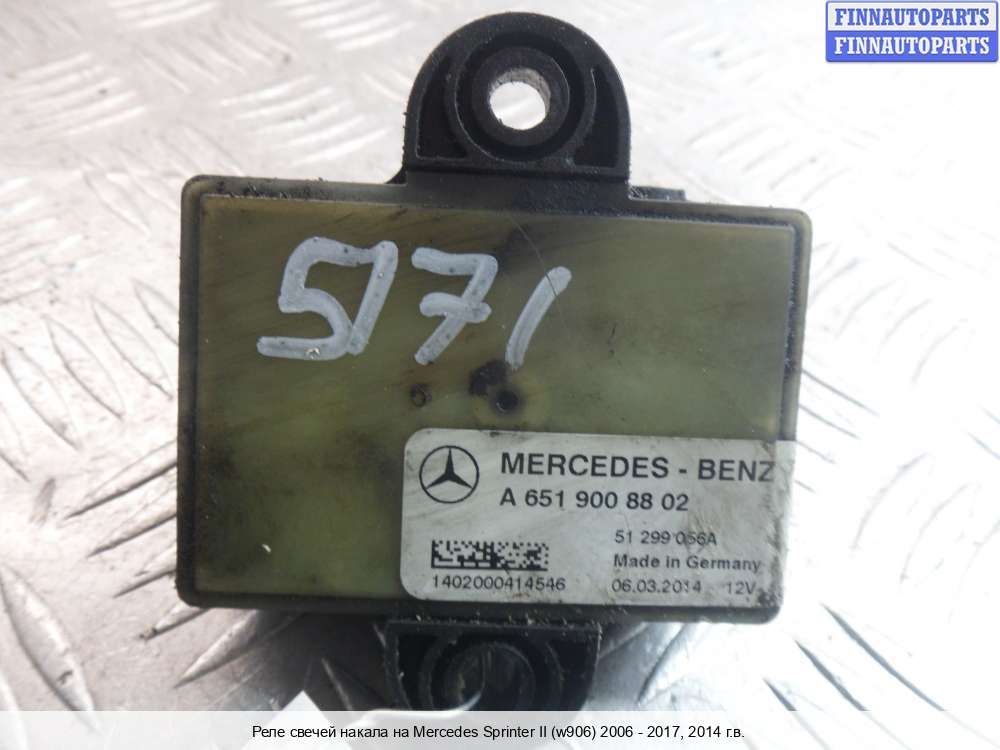 FINNAUTOPARTS
FINNAUTOPARTS
5171
MERCEDES - BENZ
A 651 900 88 02
51 299 056A
Made in Germany
1402000414546
06.03.2014 12V
Реле свечей накала на Mercedes Sprinter II (w906) 2006 - 2017, 2014 г.в.